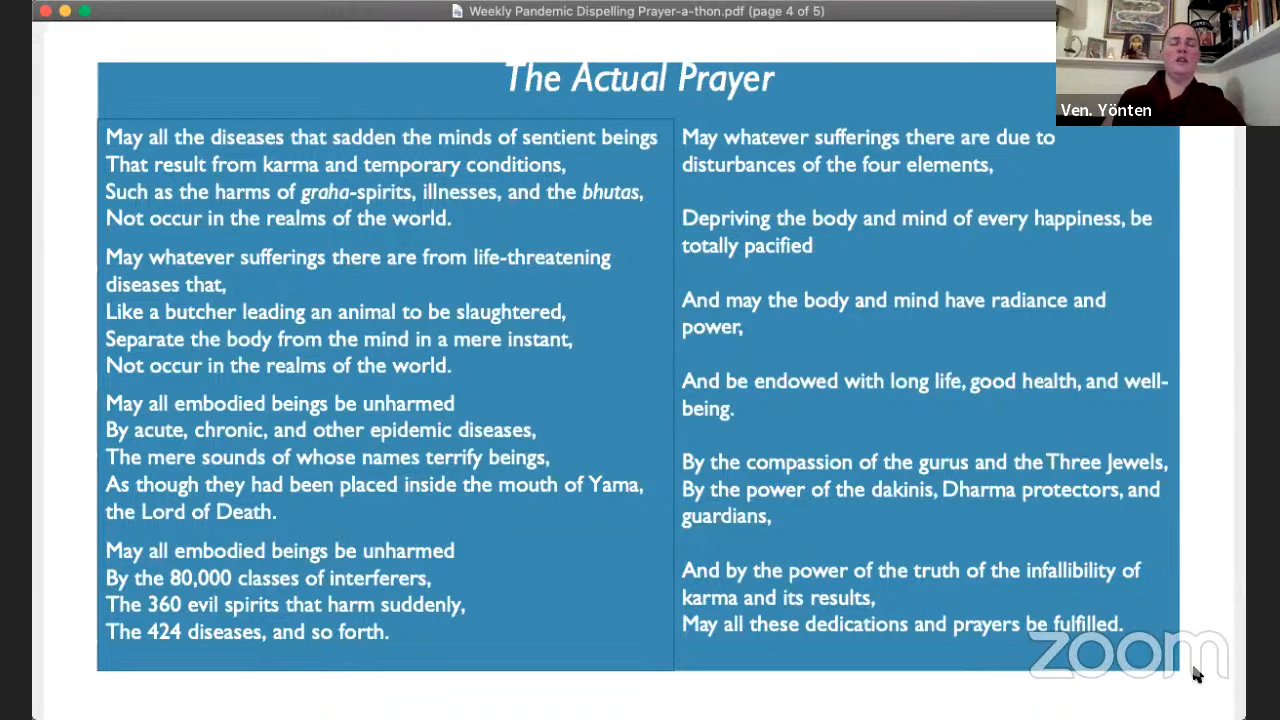 Weekly Pandemic Dispelling Prayer-a-thon.pdf (page 4 of 5)
Ven. Yönten
The Actual Prayer
May all the diseases that sadden the minds of sentient beings
That result from karma and temporary conditions,
Such as the harms of graha-spirits, illnesses, and the bhutas,
Not occur in the realms of the world.
May whatever sufferings there are from life-threatening
diseases that,
Like a butcher leading an animal to be slaughtered,
Separate the body from the mind in a mere instant,
Not occur in the realms of the world.
May all embodied beings be unharmed
By acute, chronic, and other epidemic diseases,
The mere sounds of whose names terrify beings,
As though they had been placed inside the mouth of Yama,
the Lord of Death.
May all embodied beings be unharmed
By the 80,000 classes of interferers,
The 360 evil spirits that harm suddenly,
The 424 diseases, and so forth.
May whatever sufferings there are due to
disturbances of the four elements,
Depriving the body and mind of every happiness, be
totally pacified
And may the body and mind have radiance and
power,
And be endowed with long life, good health, and well-
being.
By the compassion of the gurus and the Three Jewels,
By the power of the dakinis, Dharma protectors, and
guardians,
And by the power of the truth of the infallibility of
karma and its results,
May all these dedications and prayers be fulfilled.
zoom